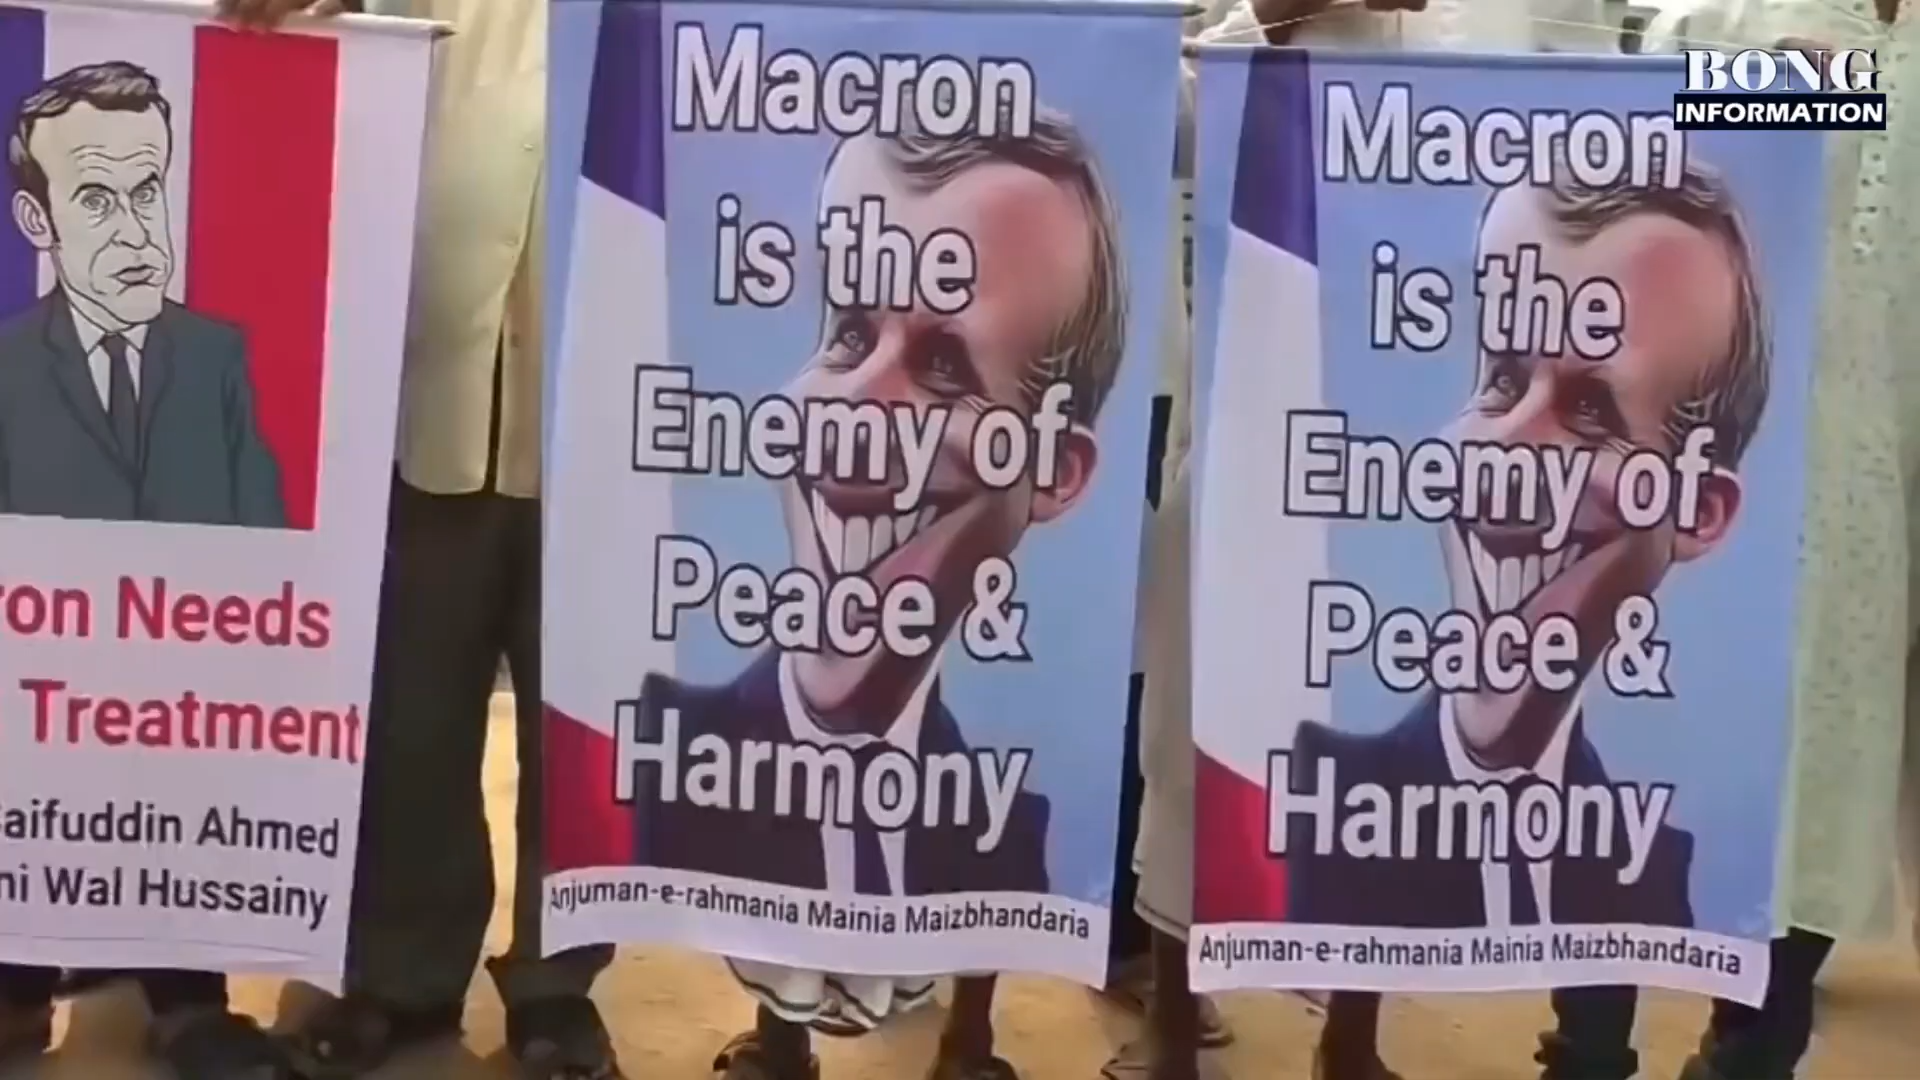 on Needs
Treatment
Saifuddin Ahmed
ni Wal Hussainy
Macron
is the
Enemy of
Peace &
Harmony
Anjuman-e-rahmania Mainia Maizbhandaria
Macron
is the
Enemy of
Peace &
Harmony
Anjuman-e-rahmania Mainia Maizbhandaria
BONG
INFORMATION